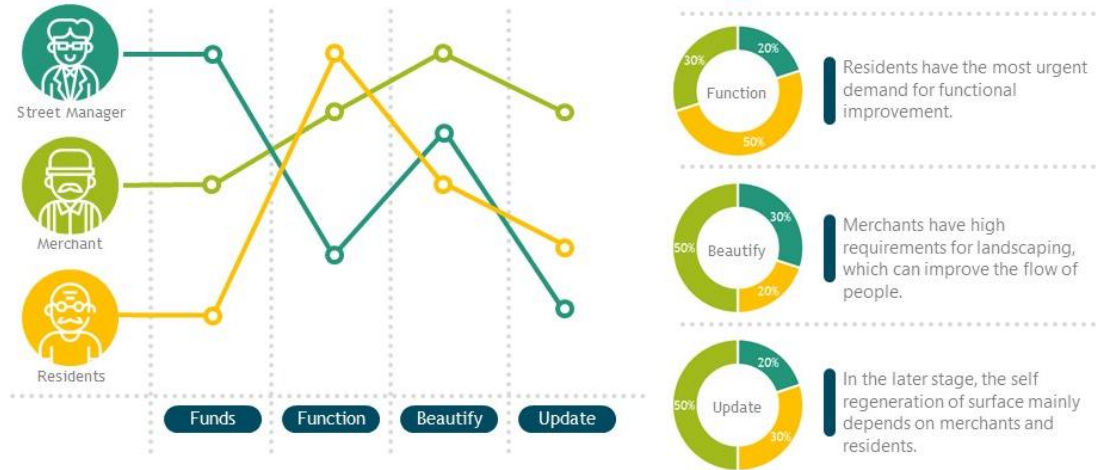 Street Manager
Merchant
Residents
Funds
Function
Beautify
Update
30%
20%
Function
50%
Residents have the most urgent
demand for functional
improvement.
30%
50%
Beautify
20%
Merchants have high
requirements for landscaping,
which can improve the flow of
people.
20%
50%
Update
30%
In the later stage, the self
regeneration of surface mainly
depends on merchants and
residents.